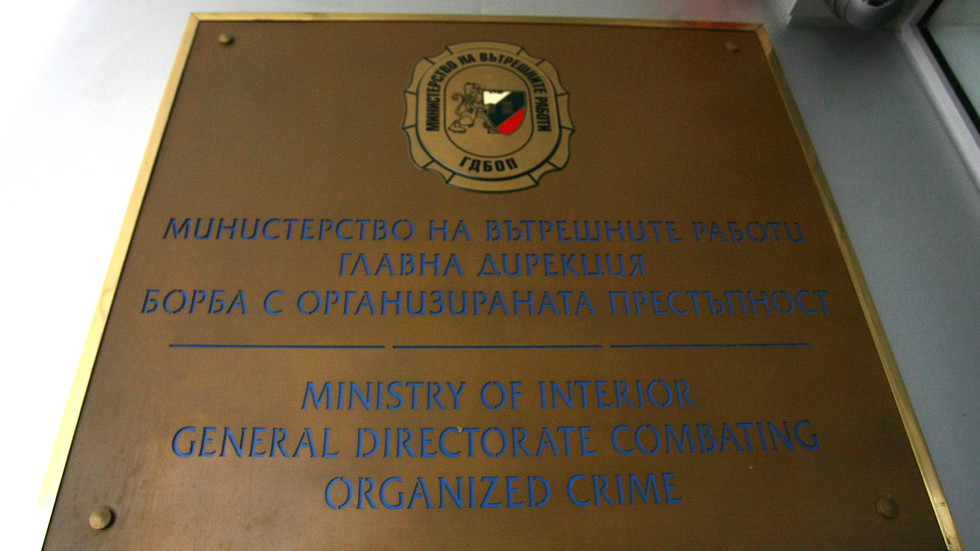 МИНИСТЕРСТВО НА ВЪТРЕШНИТЕ РАБОТИ
ГДБОП
МИНИСТЕРСТВО НА ВЪТРЕШНИТЕ РАБОТИ
ГЛАВНА ДИРЕКЦИЯ
БОРБА С ОРГАНИЗИРАНАТА ПРЕСТЪПНОСТ
MINISTRY OF INTERIOR
GENERAL DIRECTORATE COMBATING
ORGANIZED CRIME